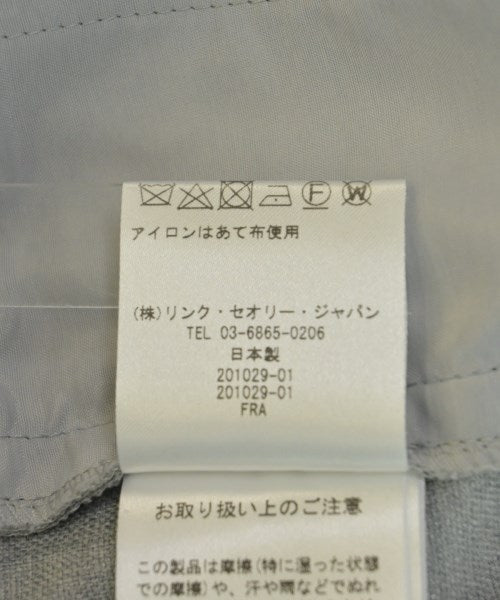 F W
アイロンはあて布使用
(株)リンク・セオリー・ジャパン
TEL 03-6865-0206
日本製
201029-01
201029-01
FRA
お取り扱い上のご注意
この製品は摩擦(特に湿った状態
での摩擦)や、汗や雨などでぬれ